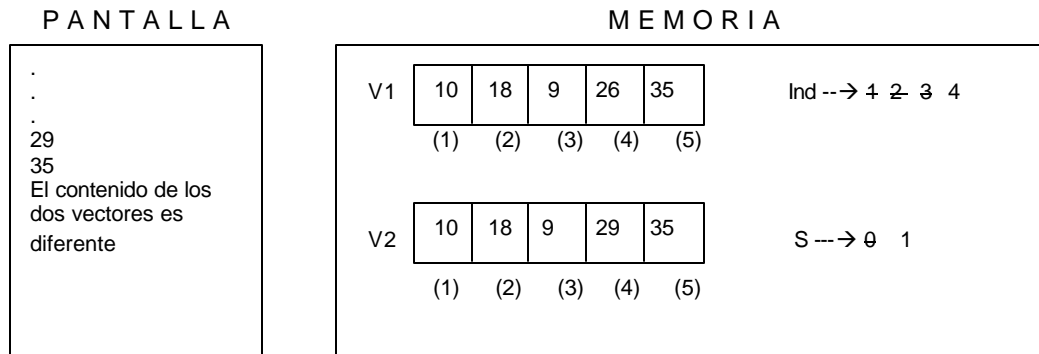 P A N T A L L A
M E M O R I A
.
.
.
29
35
El contenido de los
dos vectores es
diferente
V1 10 18 9 26 35
(1) (2) (3) (4) (5)
Ind --→ 1 2 3 4
V2 10 18 9 29 35
(1) (2) (3) (4) (5)
S ---→ 0 1